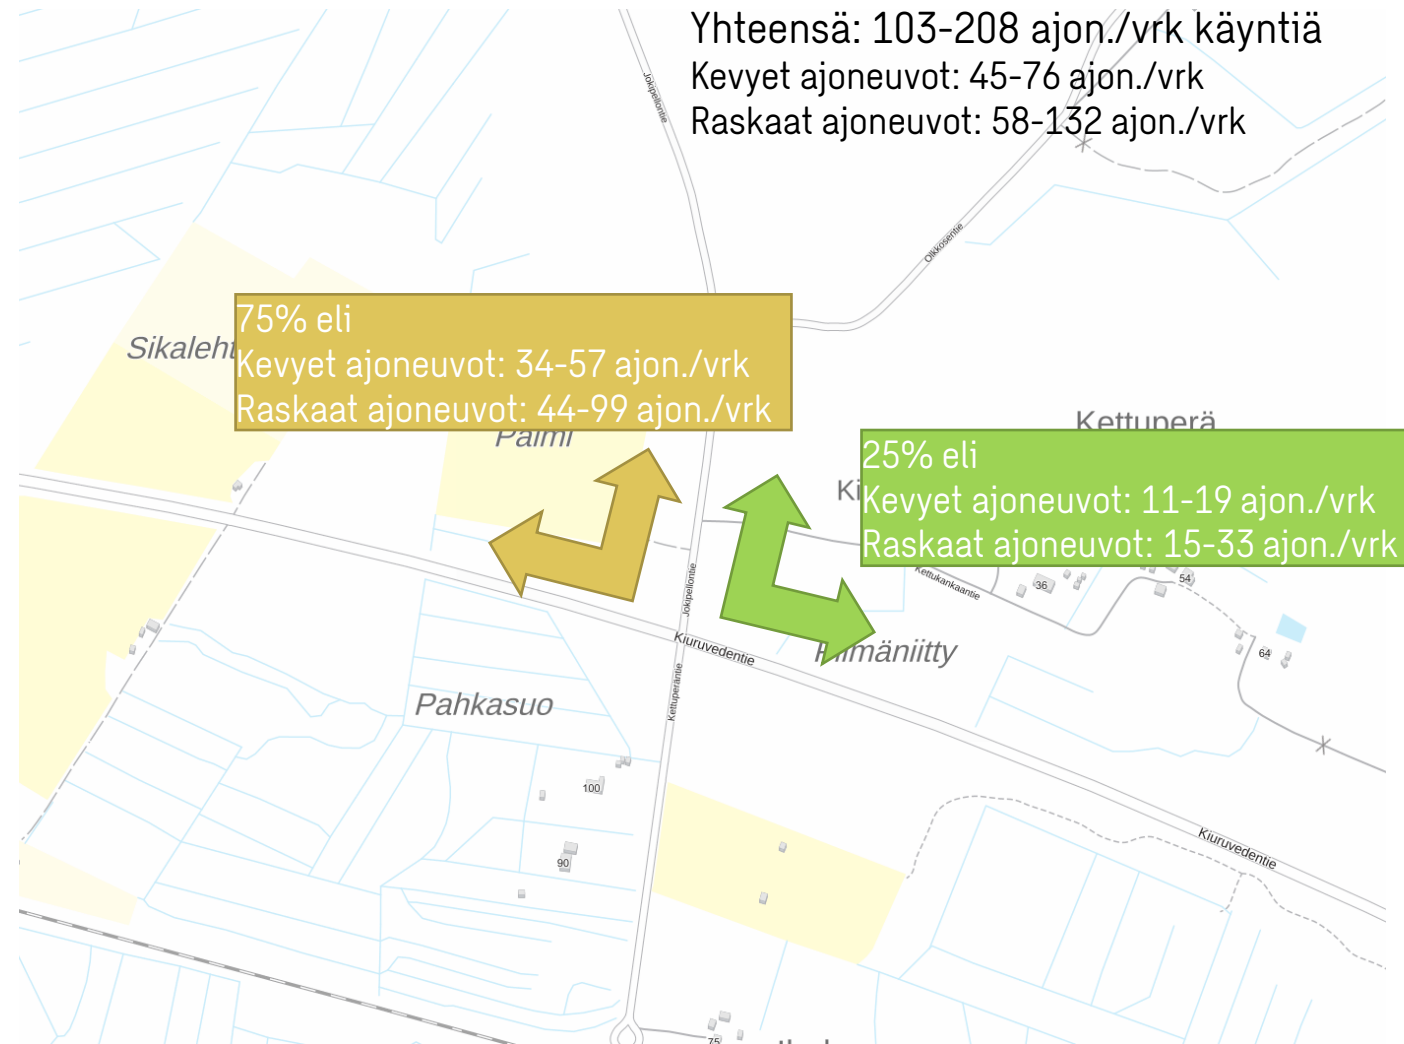 Yhteensä: 103-208 ajon./vrk käyntiä
Kevyet ajoneuvot: 45-76 ajon./vrk
Raskaat ajoneuvot: 58-132 ajon./vrk
Jokipellontie
Olkkosentie
75% eli
Kevyet ajoneuvot: 34-57 ajon./vrk
Raskaat ajoneuvot: 44-99 ajon./vrk
Sikaleht
Palmi
Kettuperä
25% eli
Kevyet ajoneuvot: 11-19 ajon./vrk
Raskaat ajoneuvot: 15-33 ajon./vrk
Ki
Kettukankaantie
36
54
Jokipellontie
Kiuruvedentie
64
Pahkasuo
Kettuperäntie
100
90
Kiuruvedentie
75